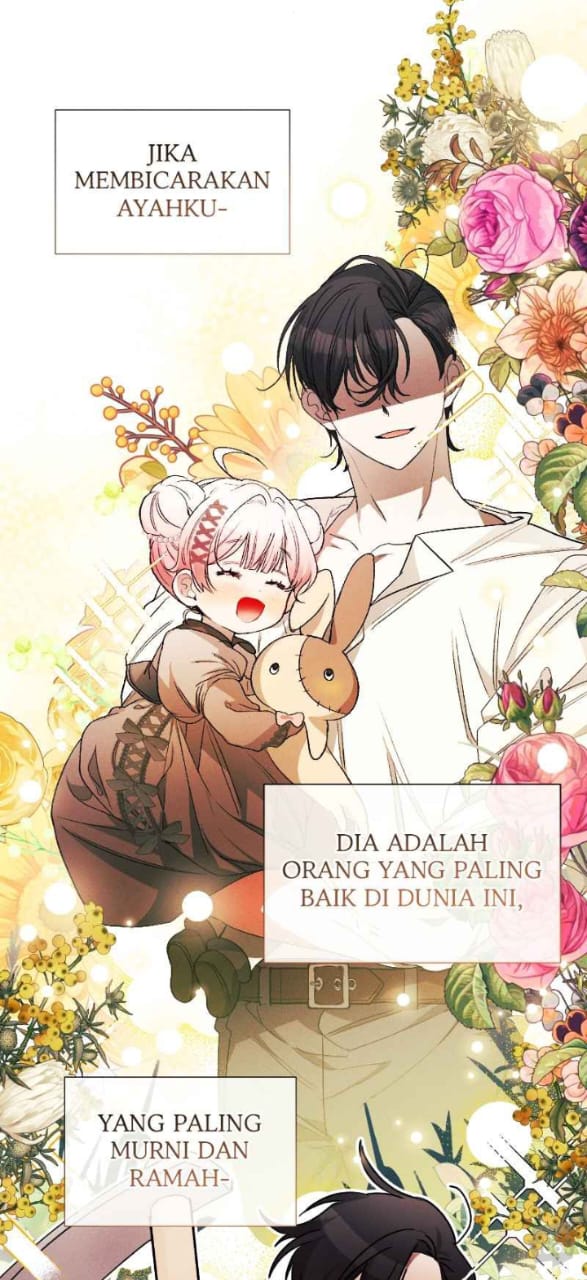 JIKA
MEMBICARAKAN
AYAHKU-
DIA ADALAH
ORANG YANG PALING
BAIK DI DUNIA INI,
YANG PALING
MURNI DAN
RAMAH-